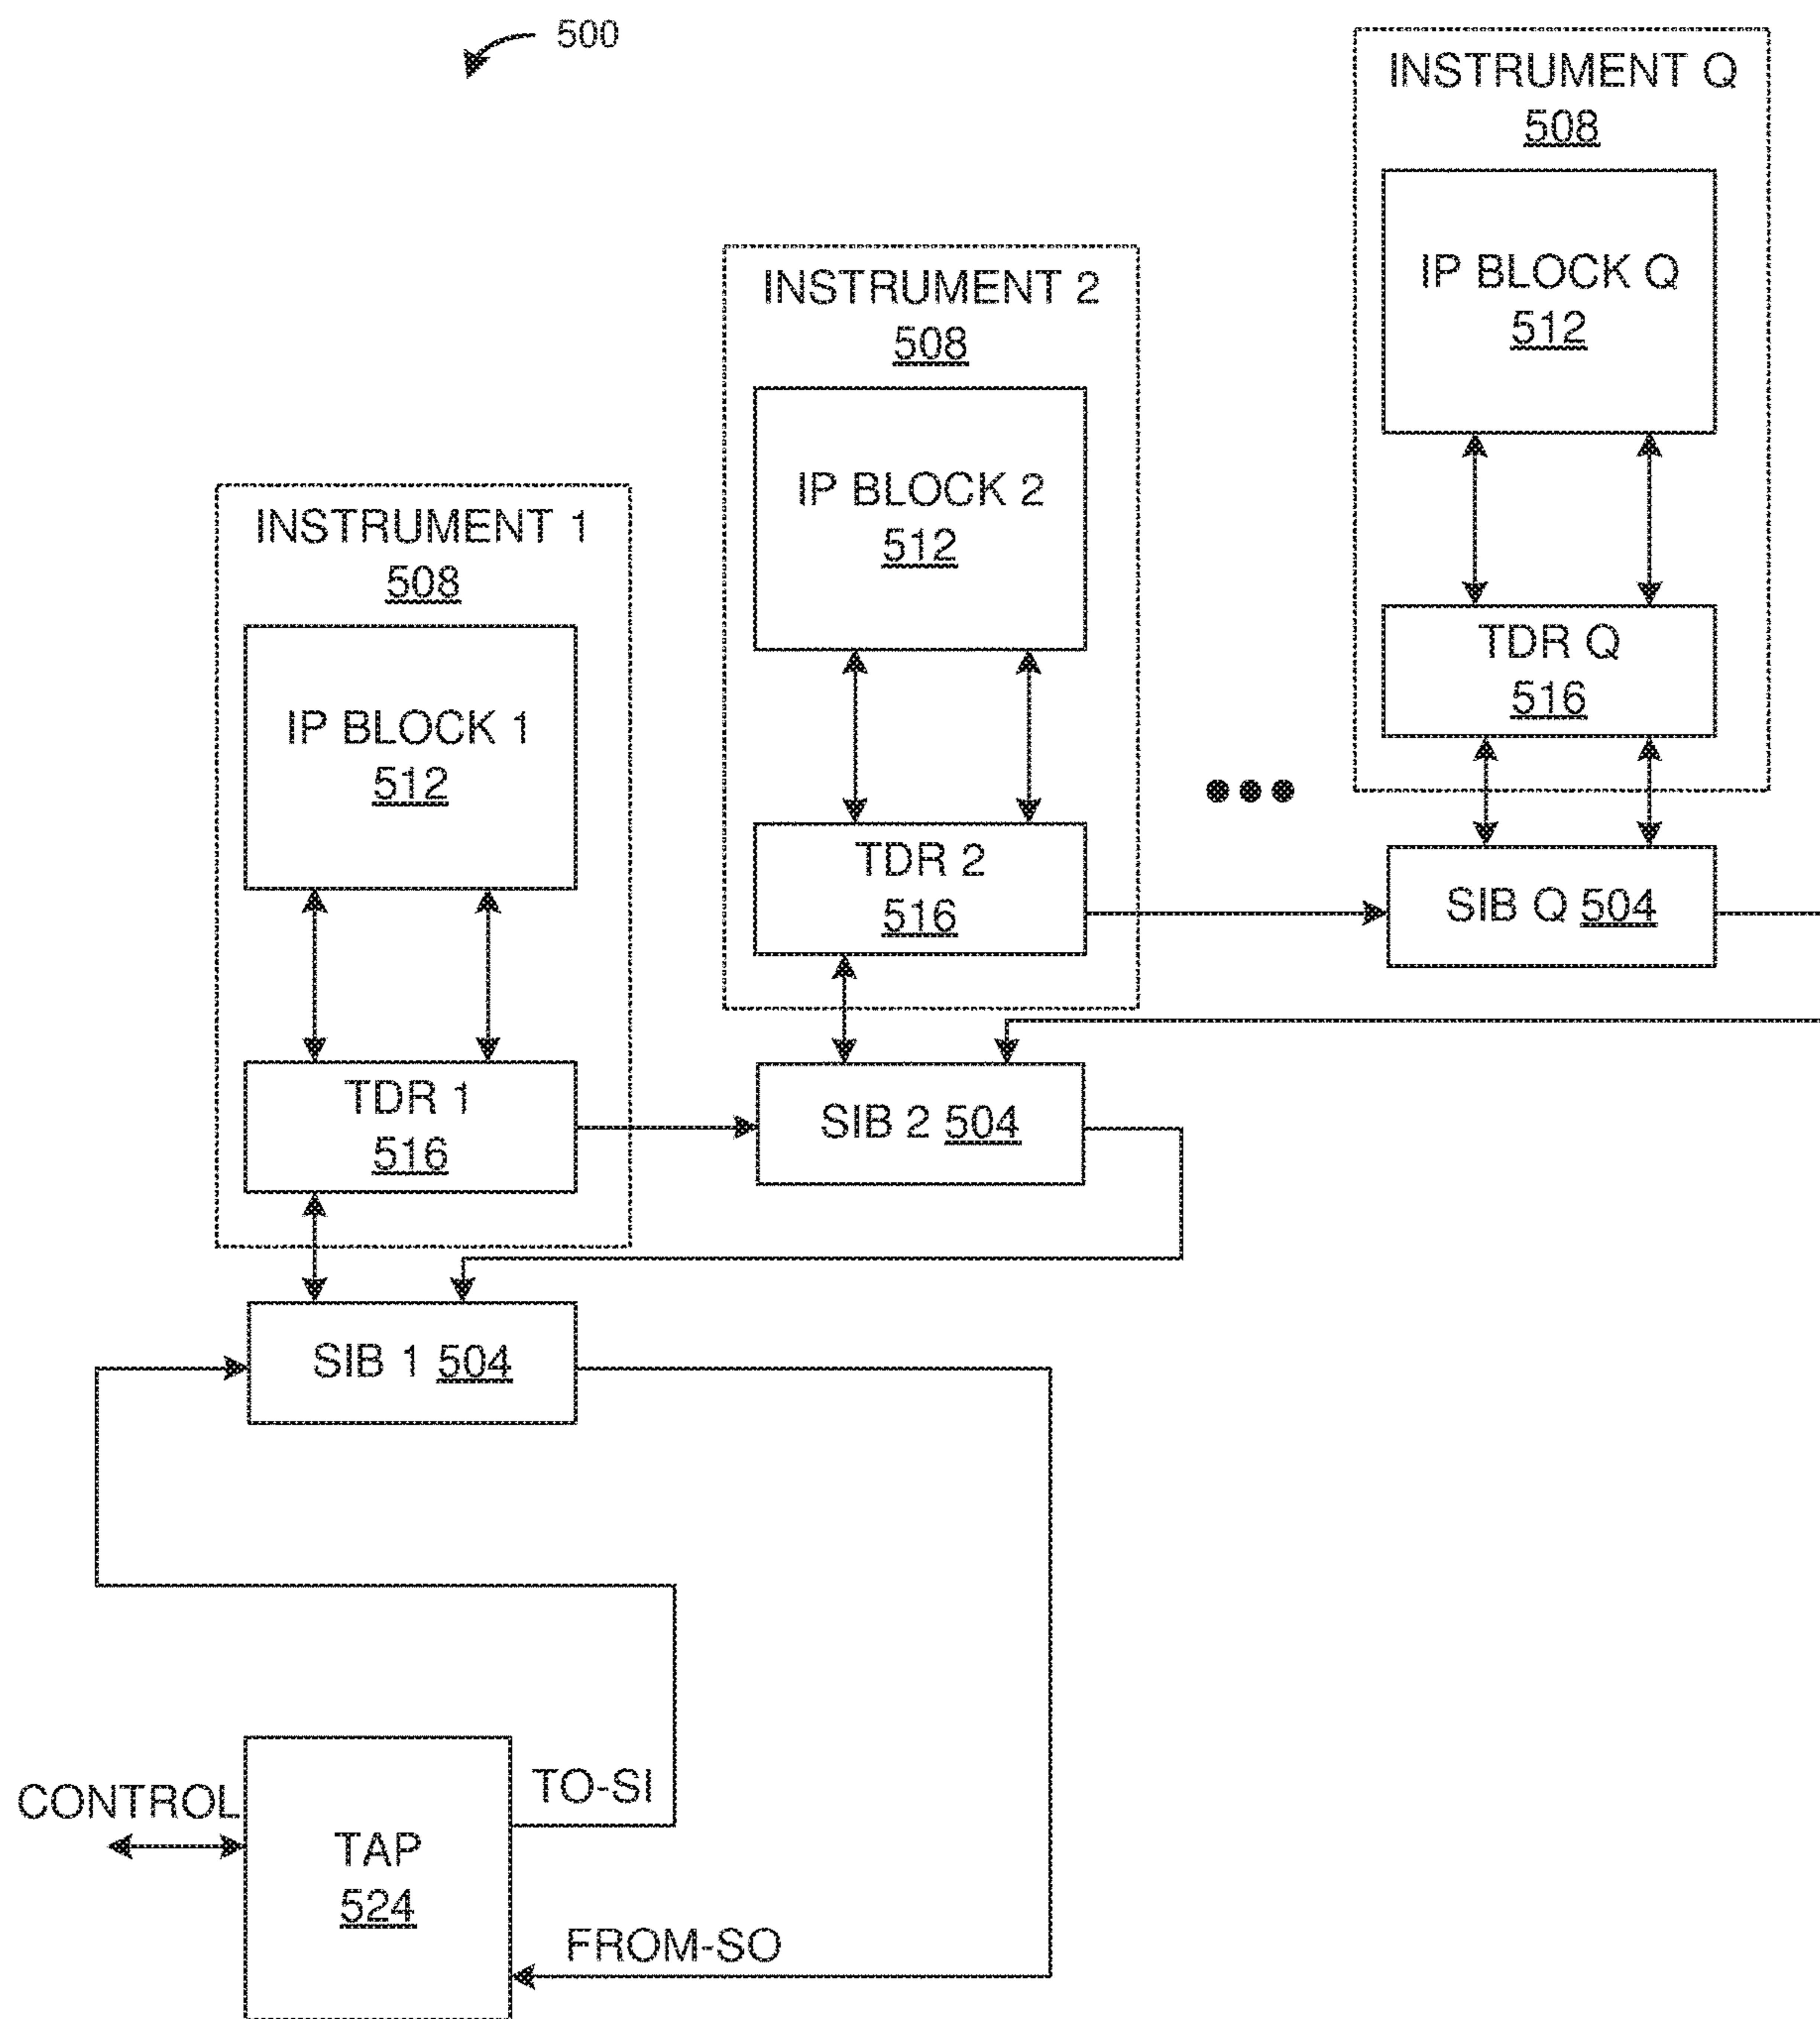 500
INSTRUMENT Q
508
IP BLOCK Q
512
TDR Q
516
SIB Q 504
INSTRUMENT 2
508
IP BLOCK 2
512
TDR 2
516
SIB 2 504
INSTRUMENT 1
508
IP BLOCK 1
512
TDR 1
516
SIB 1 504
TO-SI
CONTROL
TAP
524
FROM-SO